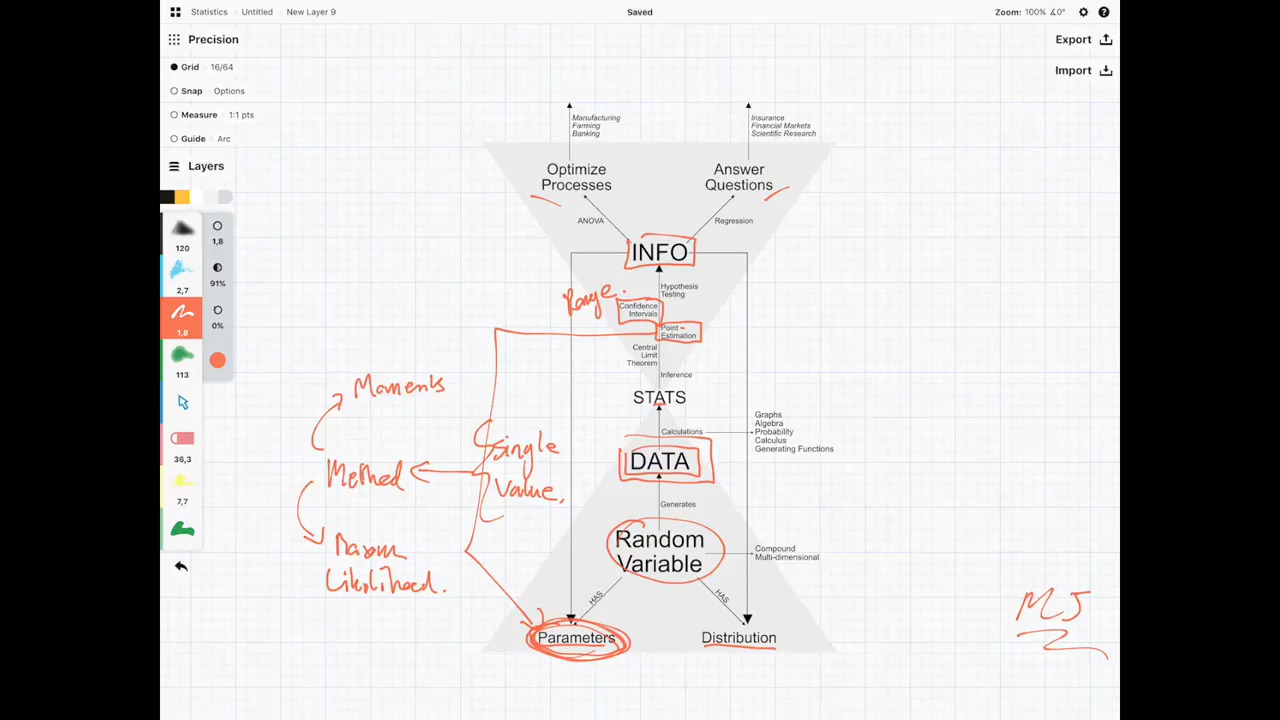 Statistics › Untitled › New Layer 9
Saved
Zoom: 100% ∡0°
Precision
Grid 16/64
Snap Options
Measure 1:1 pts
Guide Arc
Layers
Export
Import
120
2,7
1,8
113
36,3
7,7
1,8
91%
0%
Manufacturing
Farming
Banking
Insurance
Financial Markets
Scientific Research
Optimize
Processes
Answer
Questions
ANOVA
Regression
INFO
Hypothesis
Testing
Range.
Confidence
Intervals
Point
Estimation
Central
Limit
Theorem
Inference
STATS
Calculations
Graphs
Algebra
Probability
Calculus
Generating Functions
DATA
Generates
Random
Variable
Compound
Multi-dimensional
HAS
HAS
Parameters
Distribution
Moments
Method
Single
Value.
Likelihood.
MJ